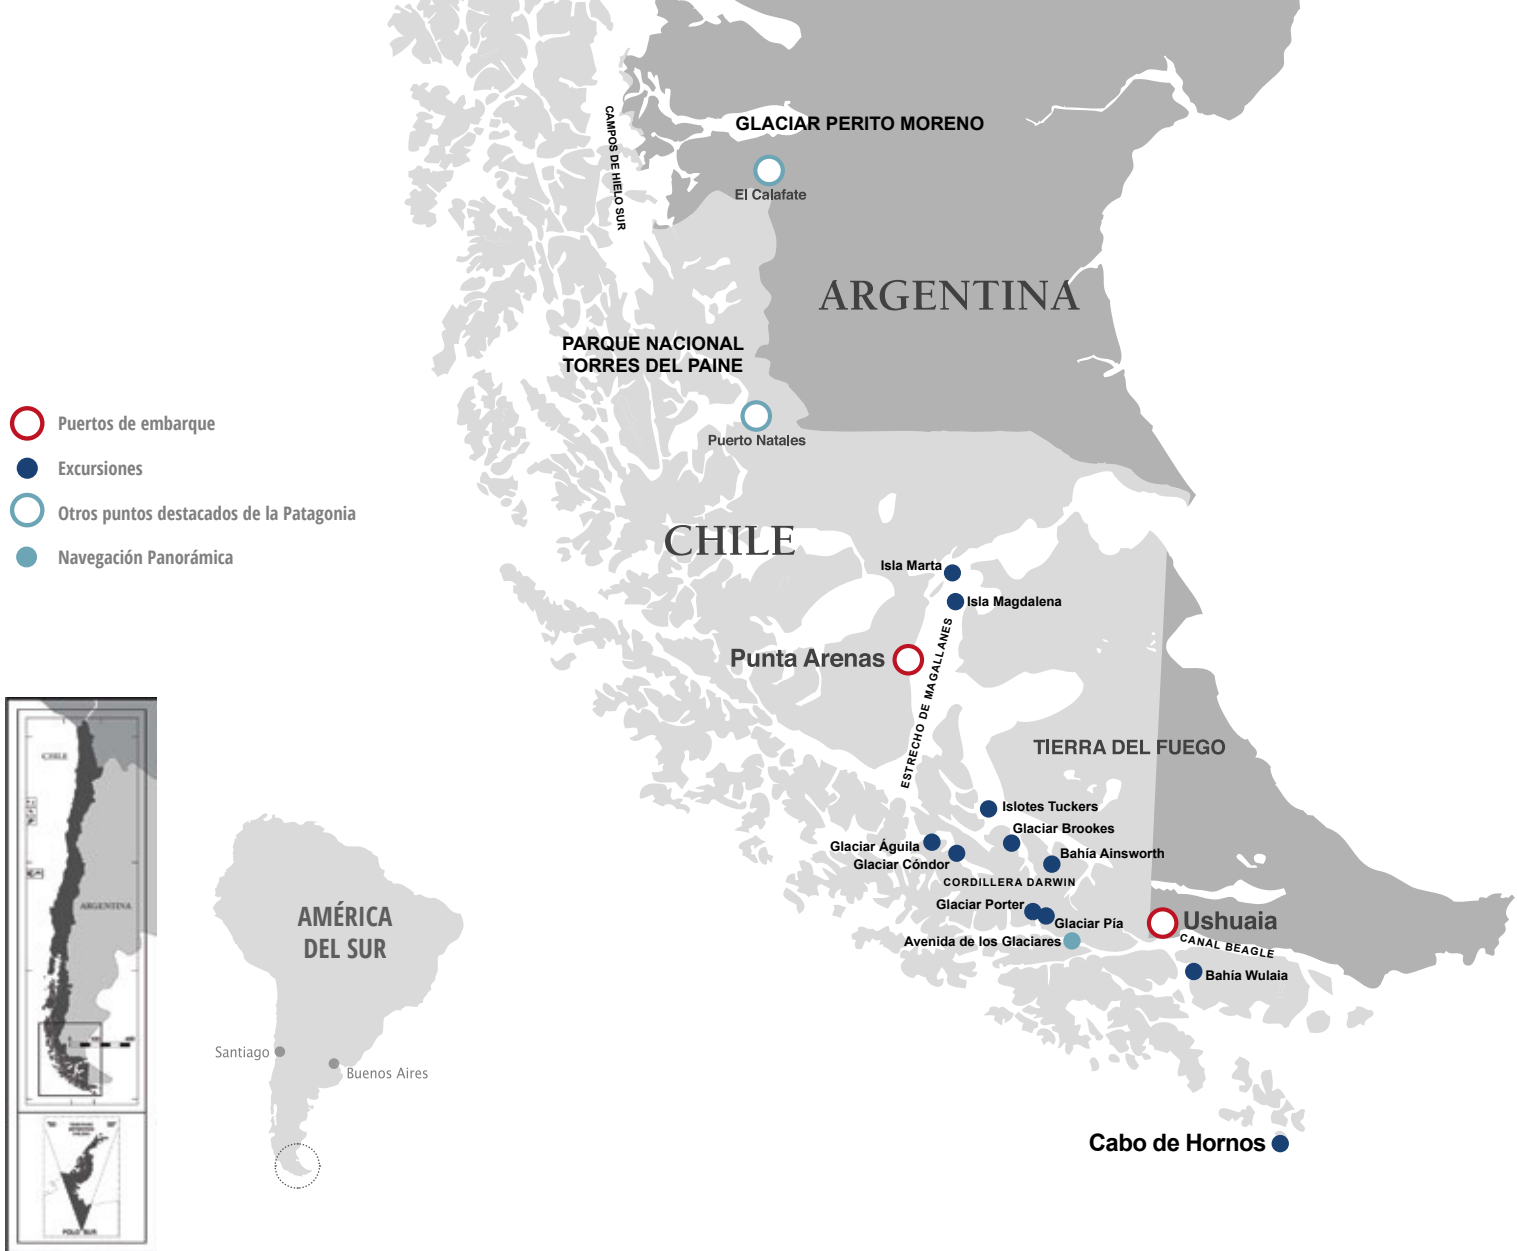 GLACIAR PERITO MORENO
CAMPOS DE HIELO SUR
El Calafate
ARGENTINA
PARQUE NACIONAL
TORRES DEL PAINE
Puerto Natales
Puertos de embarque
Excursiones
Otros puntos destacados de la Patagonia
Navegación Panorámica
CHILE
Isla Marta
Isla Magdalena
Punta Arenas
ESTRECHO DE MAGALLANES
TIERRA DEL FUEGO
Islotes Tuckers
Glaciar Brookes
Glaciar Águila
Bahía Ainsworth
Glaciar Cóndor
CORDILLERA DARWIN
Glaciar Porter
Glaciar Pía
Avenida de los Glaciares
Ushuaia
CANAL BEAGLE
Bahía Wulaia
Cabo de Hornos
CHILE
ARGENTINA
POLO SUR
AMÉRICA
DEL SUR
Santiago
Buenos Aires